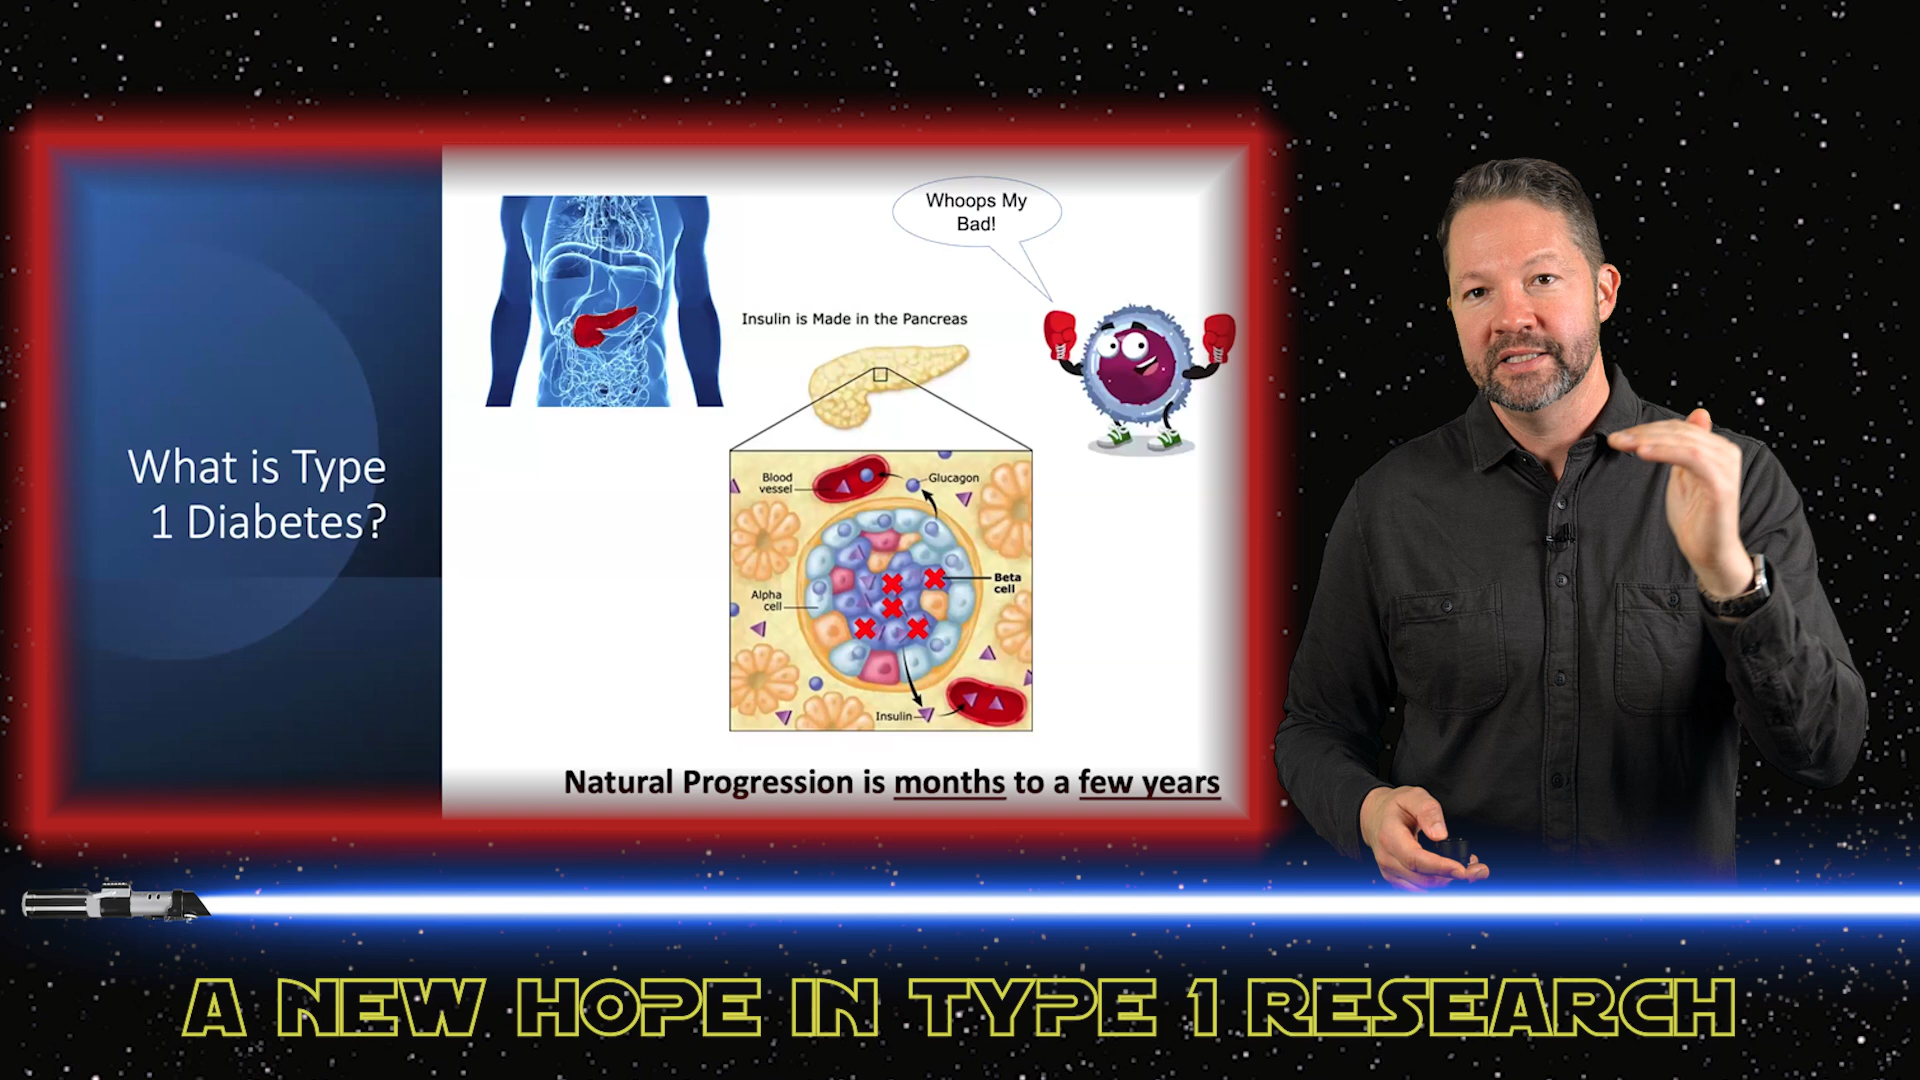 What is Type
1 Diabetes?
Whoops My
Bad!
Insulin is Made in the Pancreas
Blood
vessel
Glucagon
Beta
cell
Alpha
cell
Insulin
Natural Progression is months to a few years
A NEW HOPE IN TYPE 1 RESEARCH